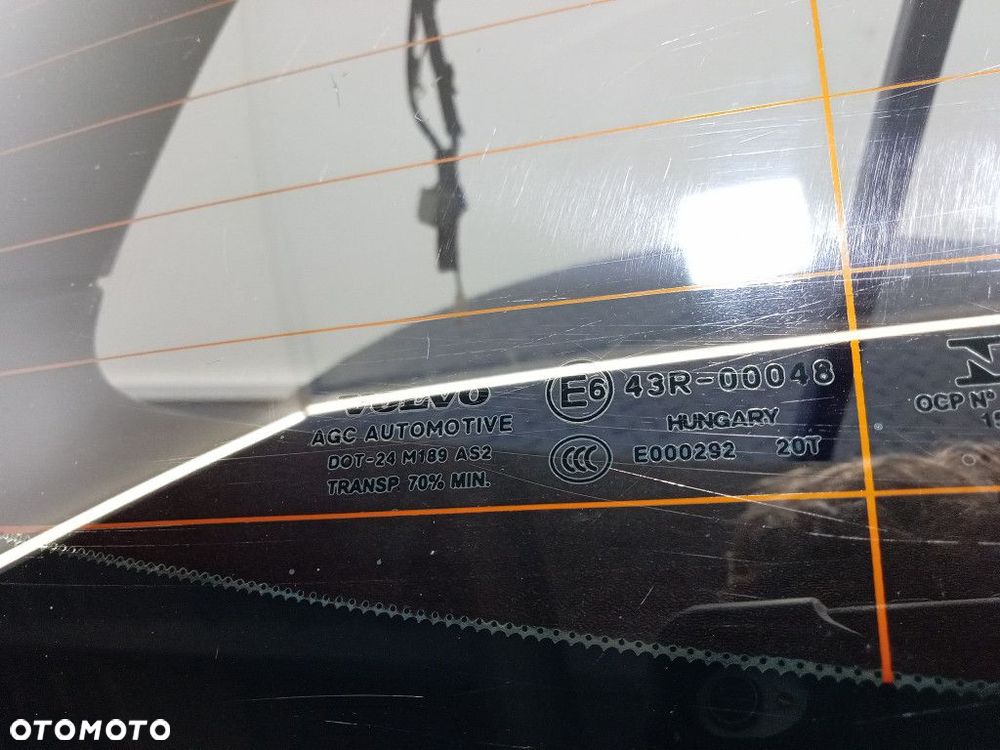 VOLVO
AGC AUTOMOTIVE
DOT-24 M189 AS2
TRANSP. 70% MIN.
E6 43R-00048
HUNGARY
CCC E000292 20T
OCP Nº
OTOMOTO